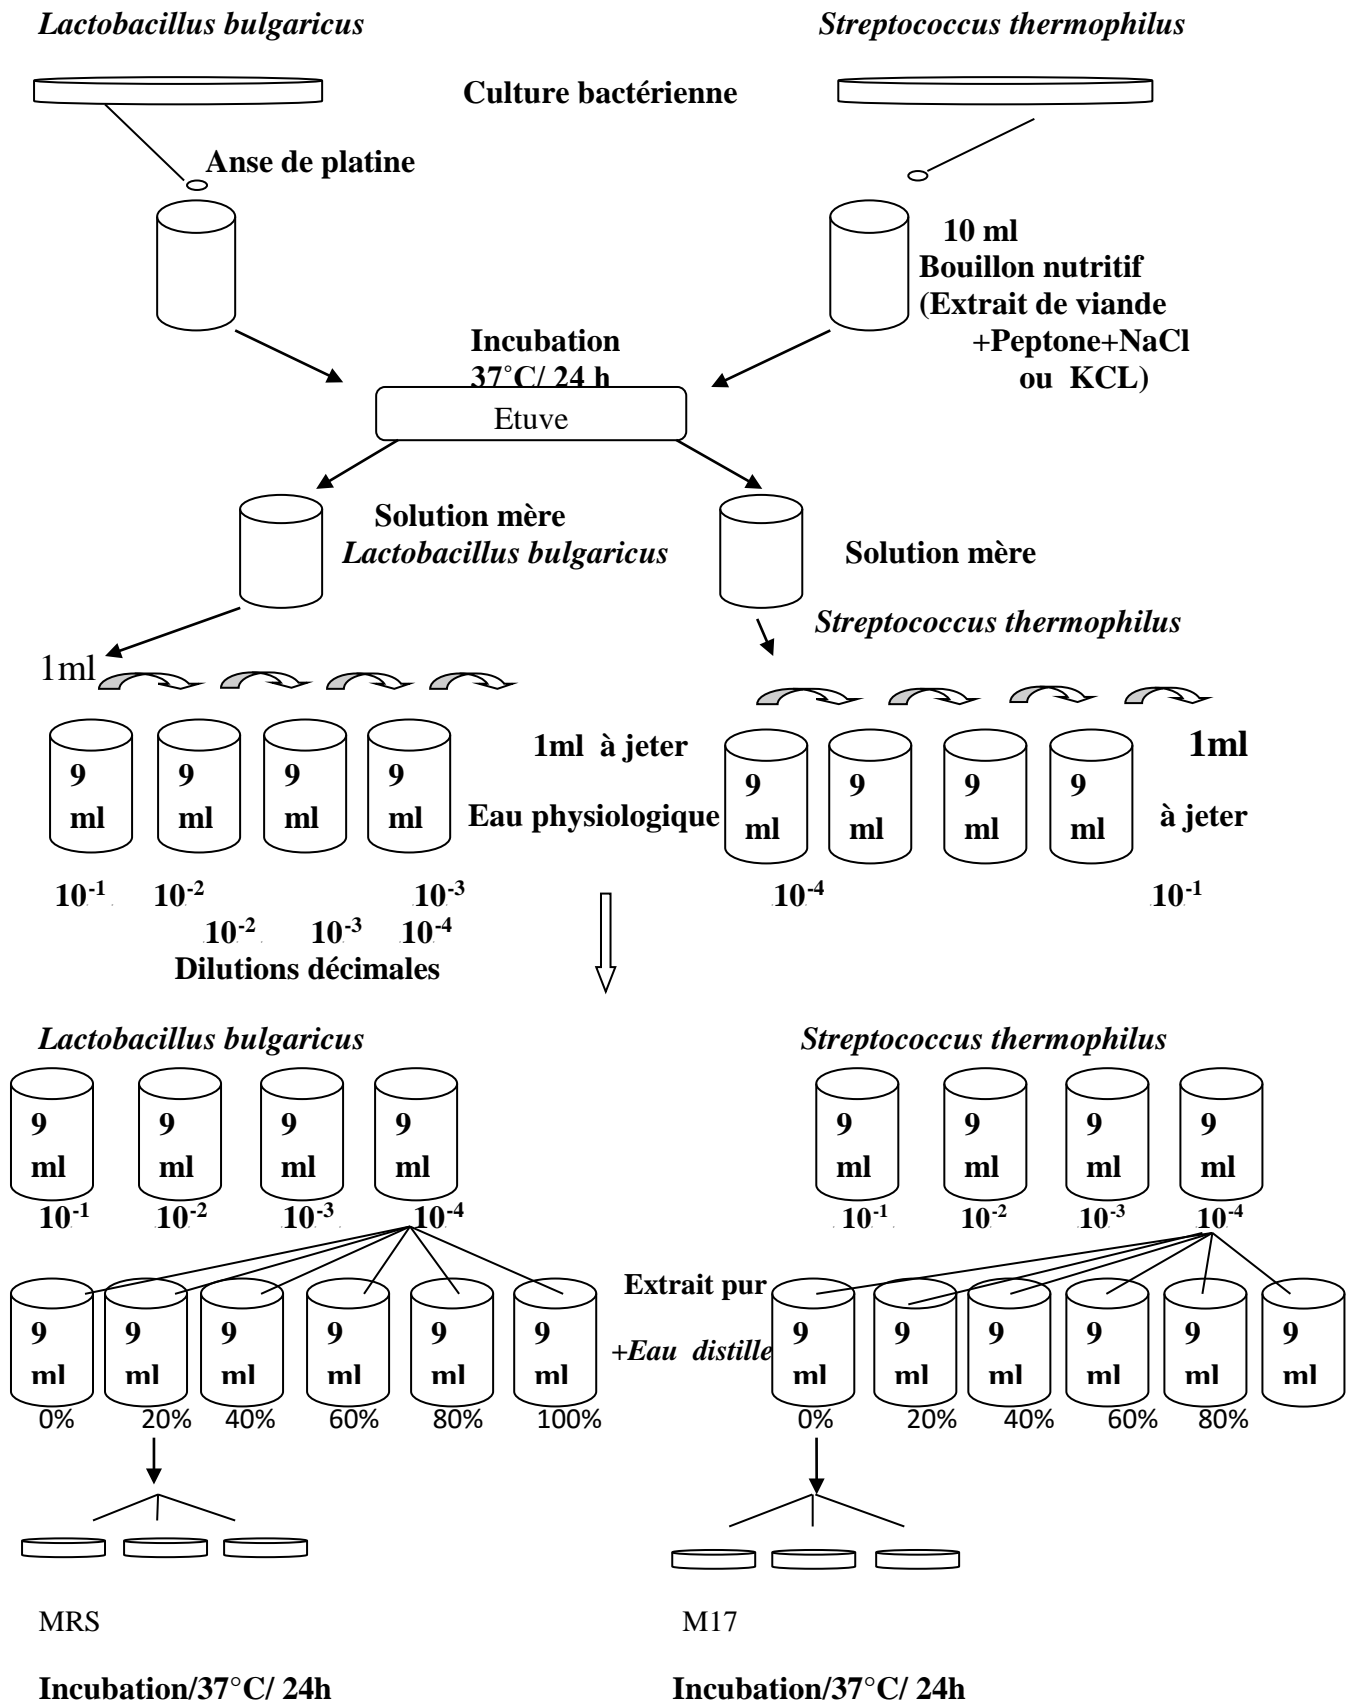 Lactobacillus bulgaricus Streptococcus thermophilus
Culture bactérienne
Anse de platine
10 ml
Bouillon nutritif
(Extrait de viande
+Peptone+NaCl
ou KCL)
Incubation
37˚C/ 24 h
Etuve
Solution mère
Lactobacillus bulgaricus
Solution mère
Streptococcus thermophilus
1ml
9 ml 9 ml 9 ml 9 ml
1ml à jeter
Eau physiologique
9 ml 9 ml 9 ml 9 ml
1ml
à jeter
10⁻¹ 10⁻² 10⁻³ 10⁻⁴ 10⁻¹
10⁻² 10⁻³ 10⁻⁴
Dilutions décimales
Lactobacillus bulgaricus Streptococcus thermophilus
9 ml 9 ml 9 ml 9 ml 9 ml 9 ml 9 ml 9 ml
10⁻¹ 10⁻² 10⁻³ 10⁻⁴ 10⁻¹ 10⁻² 10⁻³ 10⁻⁴
9 ml 9 ml 9 ml 9 ml 9 ml 9 ml
Extrait pur
+Eau distille
9 ml 9 ml 9 ml 9 ml 9 ml 9 ml
0% 20% 40% 60% 80% 100% 0% 20% 40% 60% 80%
MRS M17
Incubation/37°C/ 24h Incubation/37°C/ 24h